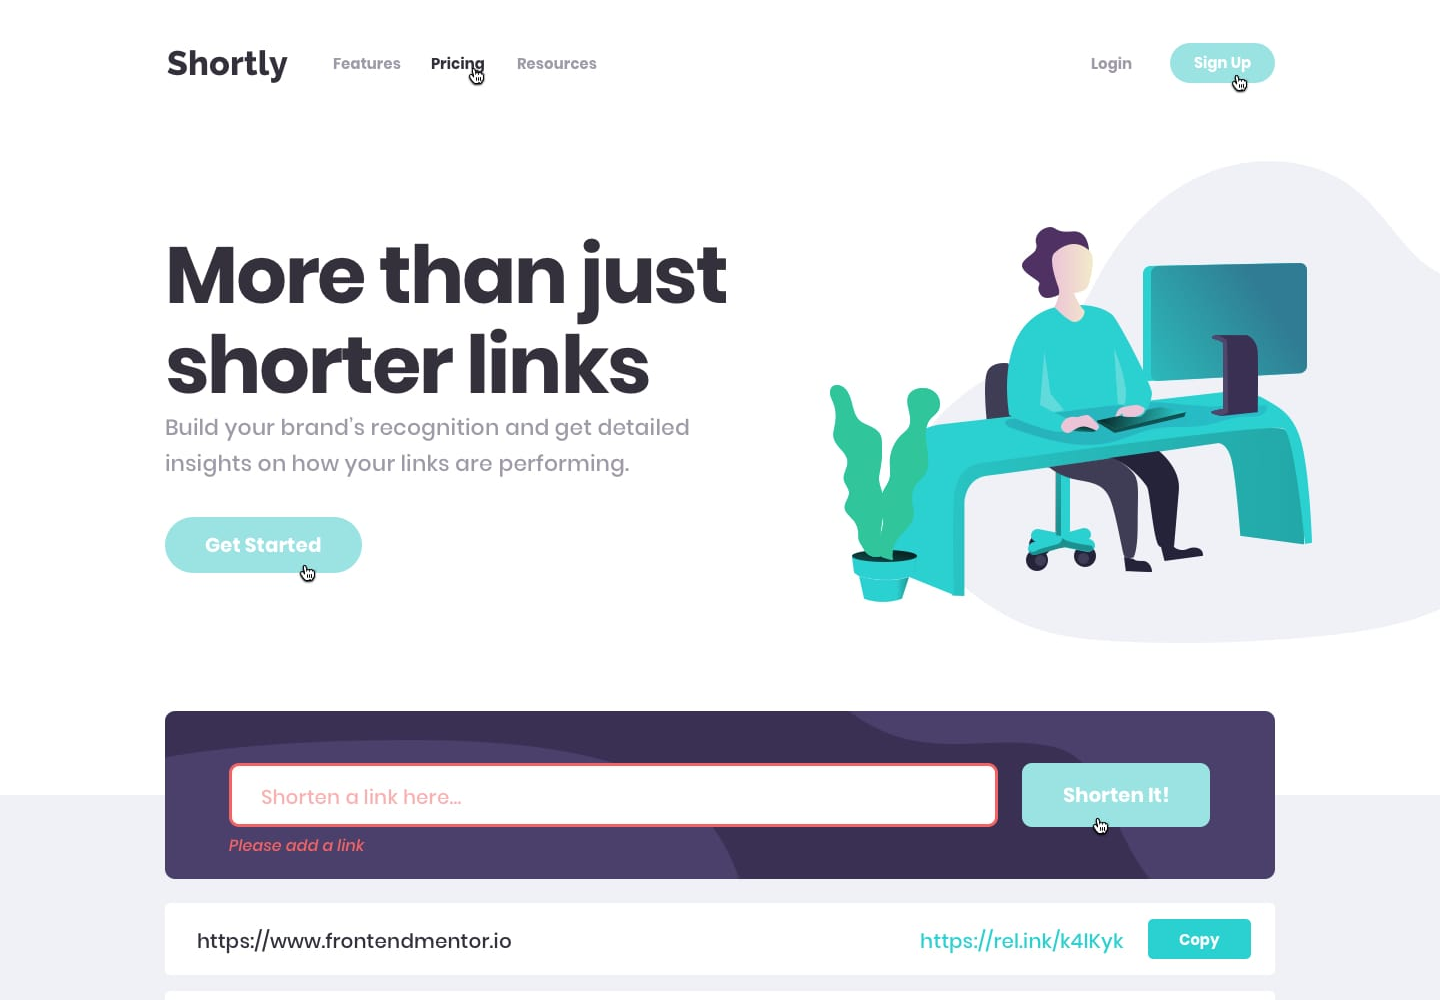 Shortly
Features
Pricing
Resources
Login
Sign Up
More than just
shorter links
Build your brand's recognition and get detailed
insights on how your links are performing.
Get Started
Shorten a link here...
Shorten It!
Please add a link
https://www.frontendmentor.io
https://rel.ink/k4lKyk
Copy